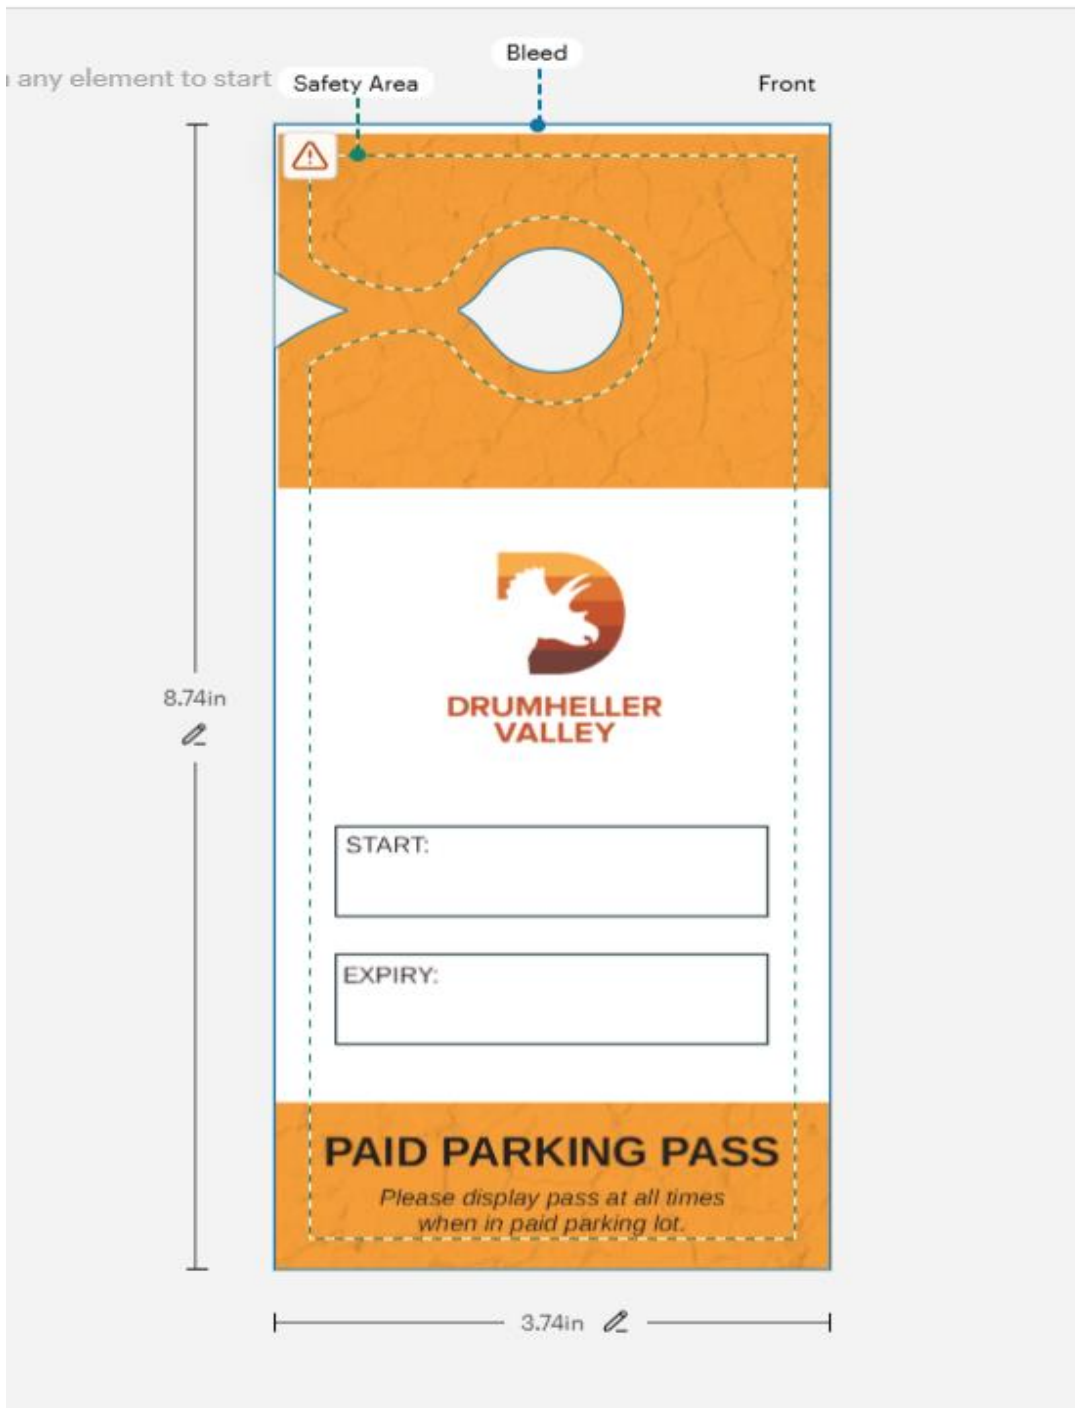 Bleed
any element to start
Safety Area
Front
8.74in
DRUMHELLER
VALLEY
START:
EXPIRY:
PAID PARKING PASS
Please display pass at all times
when in paid parking lot.
3.74in